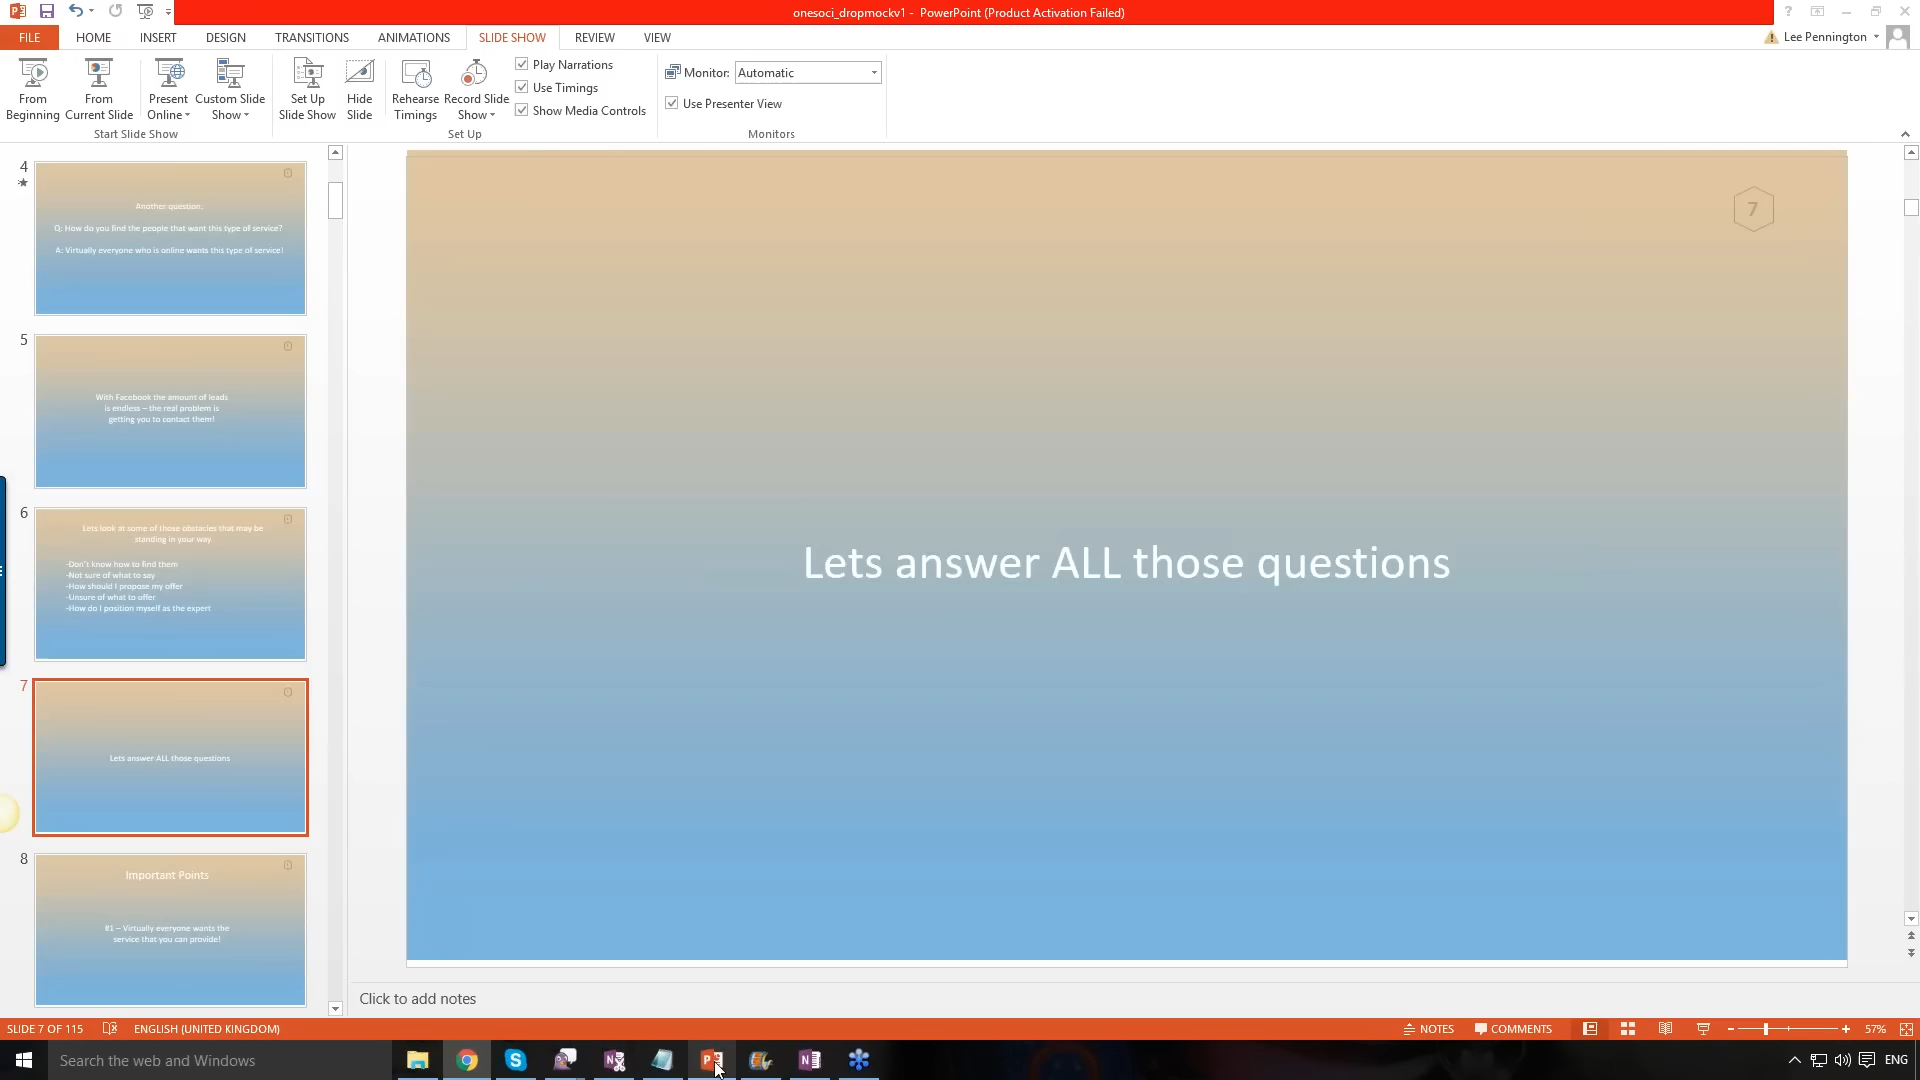 onesoci_dropmockv1 - PowerPoint (Product Activation Failed)
FILE HOME INSERT DESIGN TRANSITIONS ANIMATIONS SLIDE SHOW REVIEW VIEW
Lee Pennington
From Beginning
From Current Slide
Present Online
Custom Slide Show
Set Up Slide Show
Hide Slide
Rehearse Timings
Record Slide Show
Play Narrations
Use Timings
Show Media Controls
Monitor: Automatic
Use Presenter View
Start Slide Show
Set Up
Monitors
4
Another question:
Q: How do you find the people that want this type of service?
A: Virtually everyone who is online wants this type of service!
5
With Facebook the amount of leads
is endless – the real problem is
getting you to contact them!
6
Lets look at some of those obstacles that may be
standing in your way
-Don't know how to find them
-Not sure of what to say
-How should I propose my offer
-Unsure of what to offer
-How do I position myself as the expert
7
Lets answer ALL those questions
8
Important Points
#1 – Virtually everyone wants the
service that you can provide!
7
Lets answer ALL those questions
Click to add notes
SLIDE 7 OF 115
ENGLISH (UNITED KINGDOM)
NOTES
COMMENTS
57%
Search the web and Windows
ENG